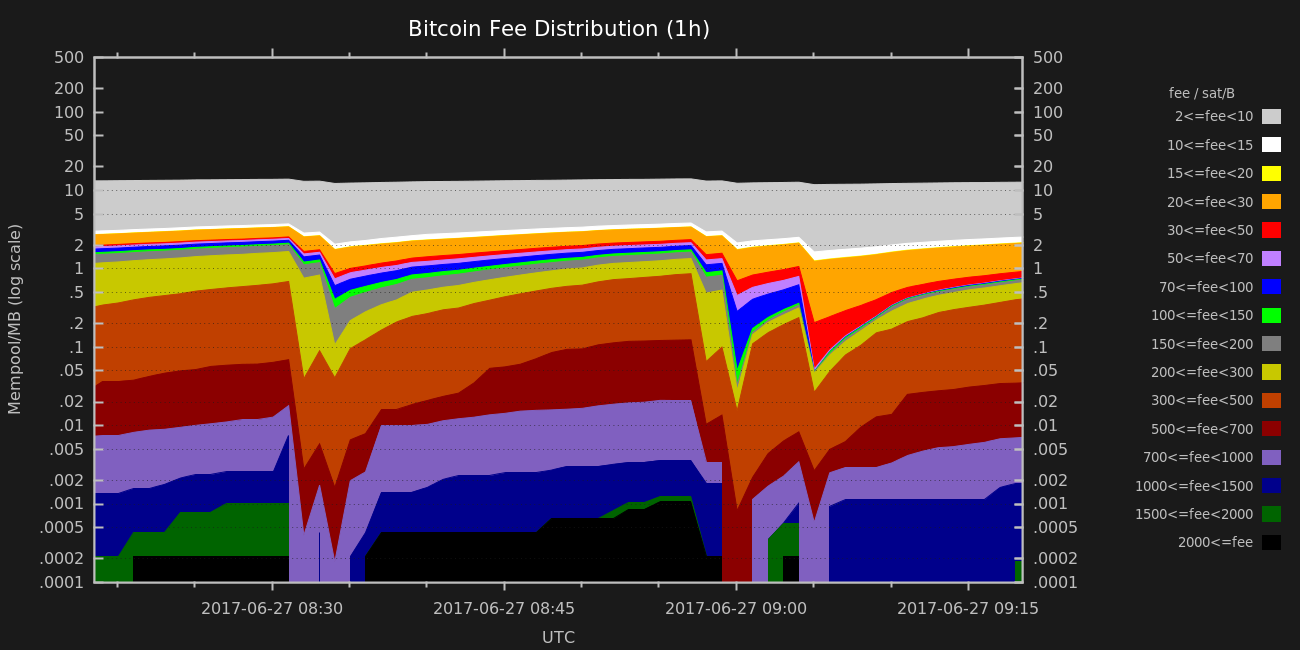 Bitcoin Fee Distribution (1h)
500 500
200 200
100 100
50 50
20 20
10 10
5 5
2 2
1 1
.5 .5
.2 .2
.1 .1
.05 .05
.02 .02
.01 .01
.005 .005
.002 .002
.001 .001
.0005 .0005
.0002 .0002
.0001 .0001
Mempool/MB (log scale)
2017-06-27 08:30 2017-06-27 08:45 2017-06-27 09:00 2017-06-27 09:15
UTC
fee / sat/B
2<=fee<10
10<=fee<15
15<=fee<20
20<=fee<30
30<=fee<50
50<=fee<70
70<=fee<100
100<=fee<150
150<=fee<200
200<=fee<300
300<=fee<500
500<=fee<700
700<=fee<1000
1000<=fee<1500
1500<=fee<2000
2000<=fee